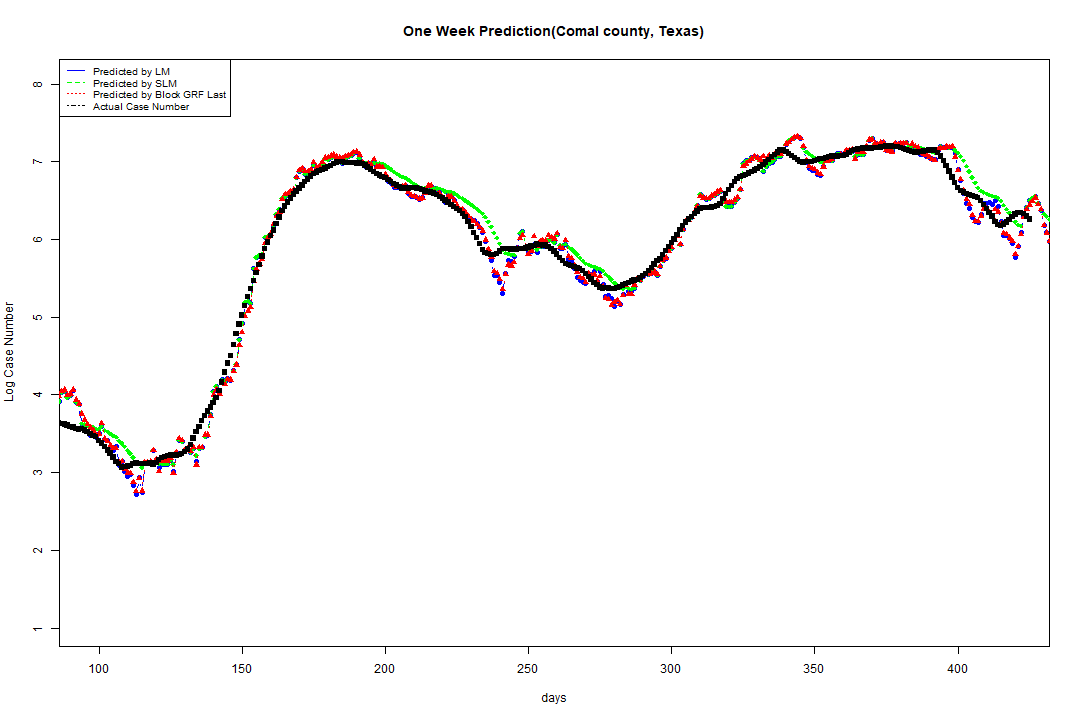 One Week Prediction(Comal county, Texas)
Predicted by LM
Predicted by SLM
Predicted by Block GRF Last
Actual Case Number
8
7
6
5
4
3
2
1
Log Case Number
100 150 200 250 300 350 400
days